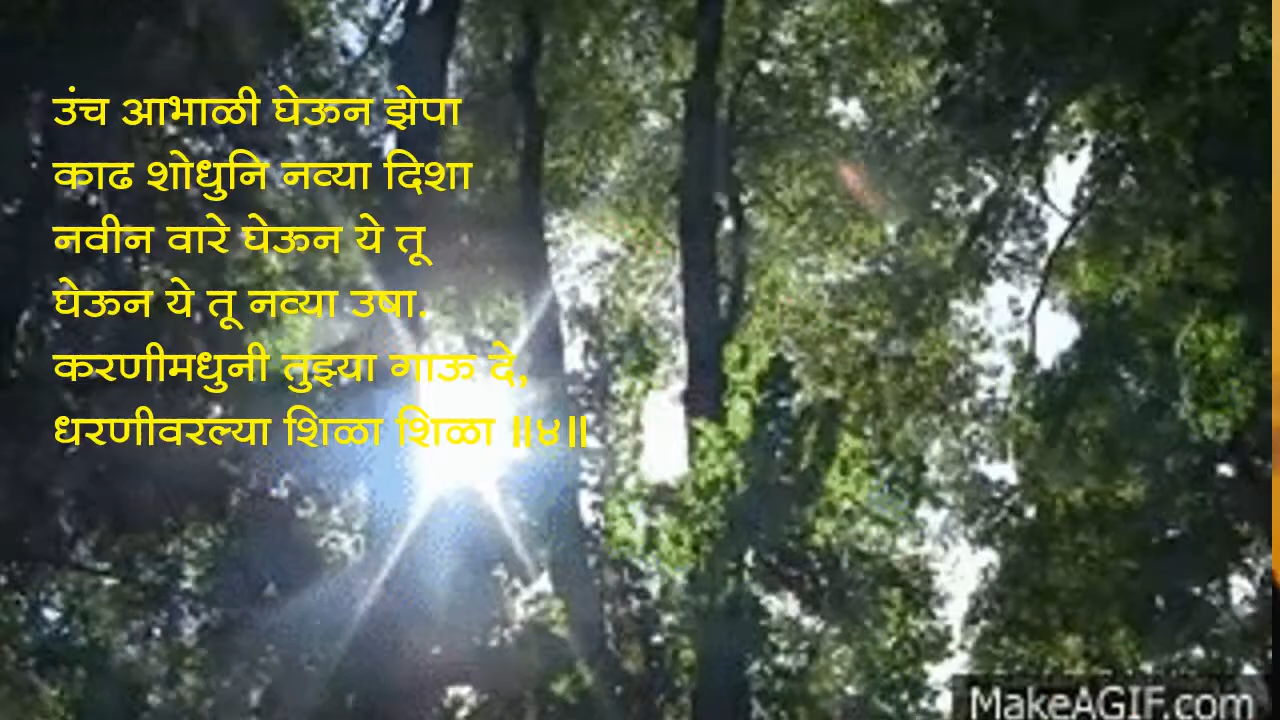 उंच आभाळी घेऊन झेपा
काढ शोधुनि नव्या दिशा
नवीन वारे घेऊन ये तू
घेऊन ये तू नव्या उषा.
करणीमधुनी तुझ्या गाऊ दे,
धरणीवरल्या शिळा शिळा ॥४॥
MakeAGIF.com